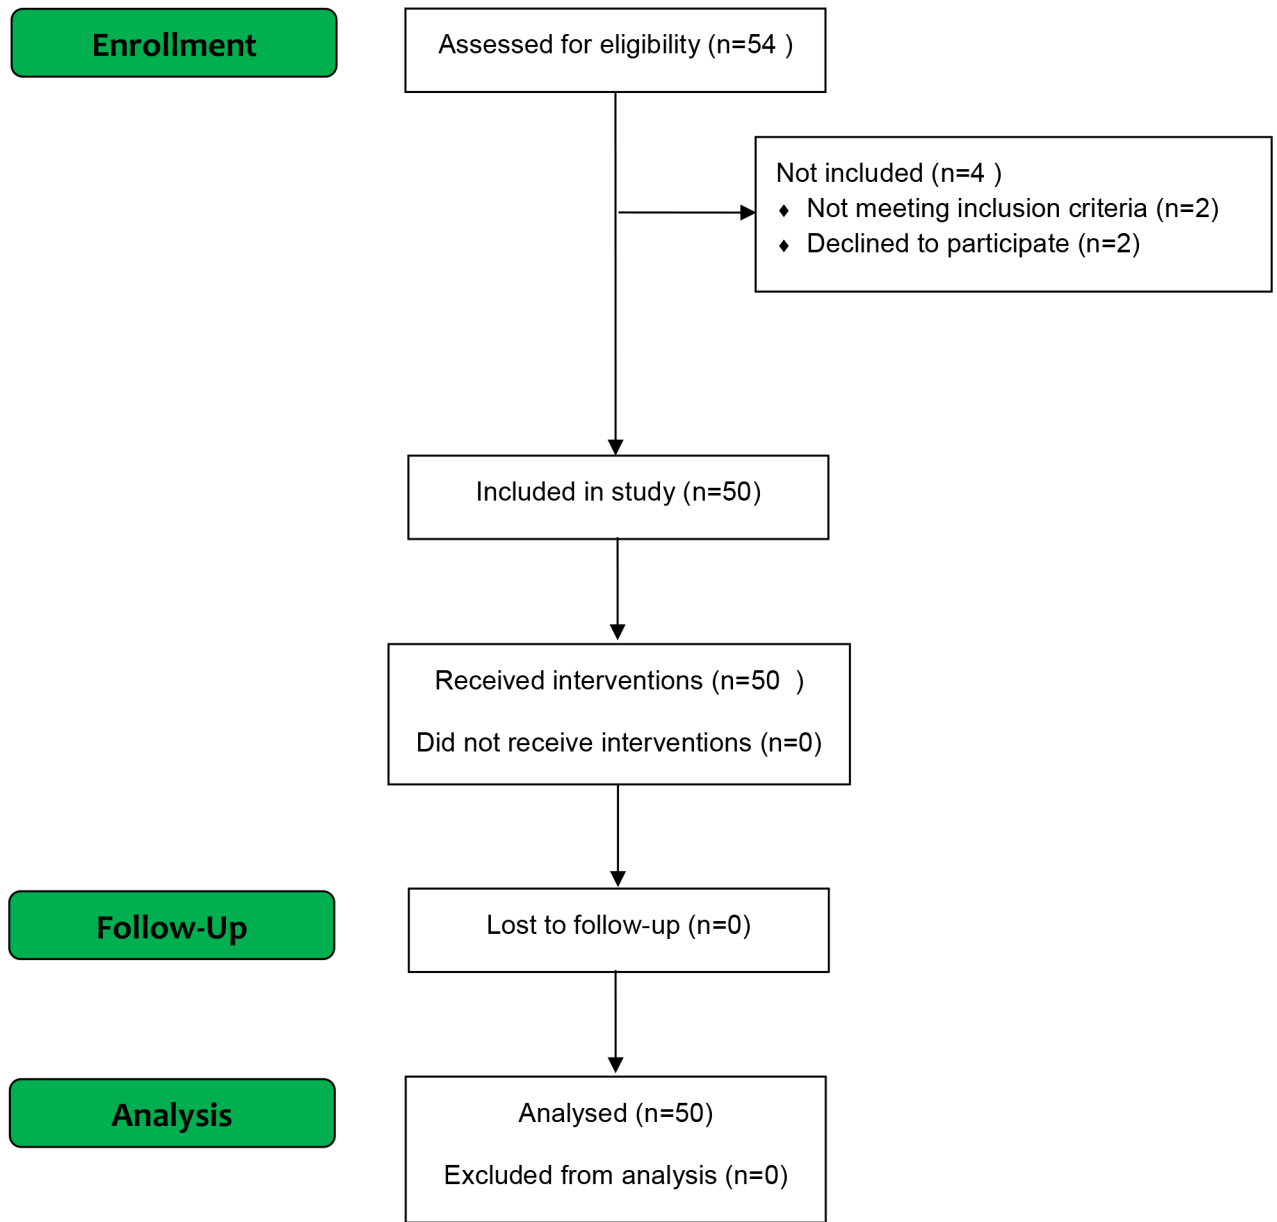 Enrollment
Assessed for eligibility (n=54 )
Not included (n=4 )
♦ Not meeting inclusion criteria (n=2)
♦ Declined to participate (n=2)
Included in study (n=50)
Received interventions (n=50  )
Did not receive interventions (n=0)
Follow-Up
Lost to follow-up (n=0)
Analysis
Analysed (n=50)
Excluded from analysis (n=0)